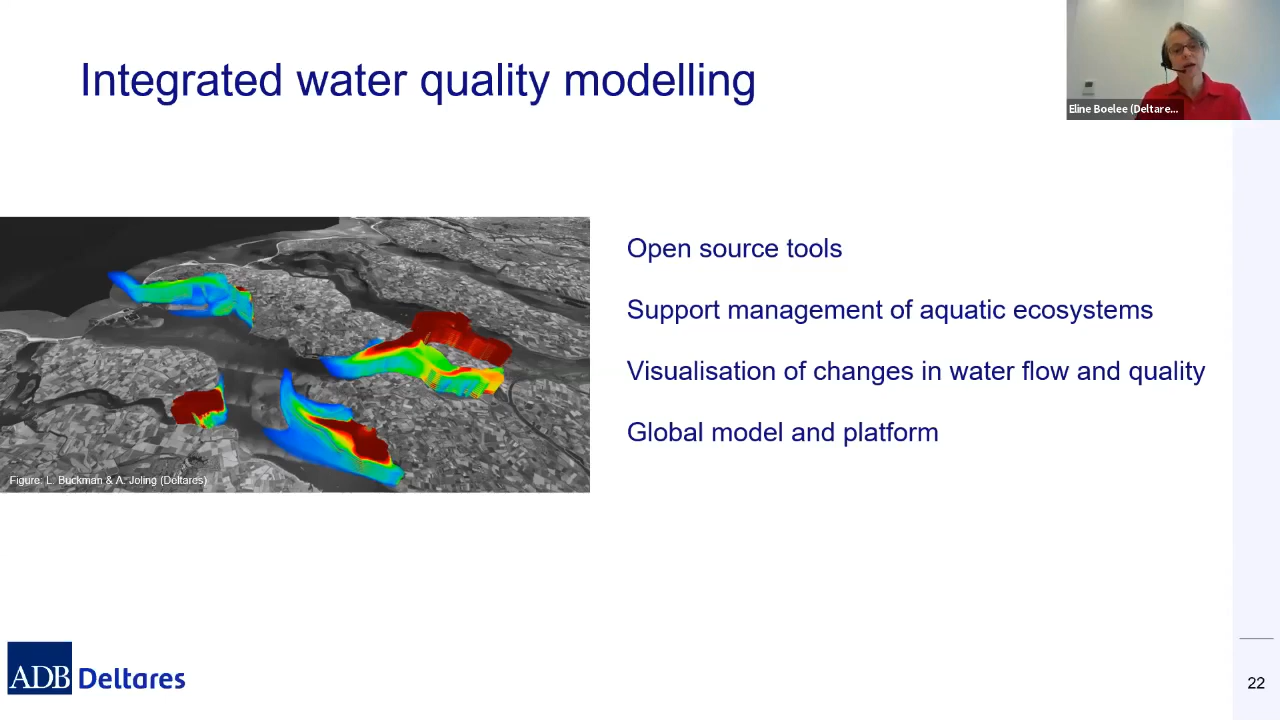 Integrated water quality modelling
Eline Boelee (Deltare...
Open source tools
Support management of aquatic ecosystems
Visualisation of changes in water flow and quality
Global model and platform
Figure: L. Buckman & A. Joling (Deltares)
ADB Deltares
22